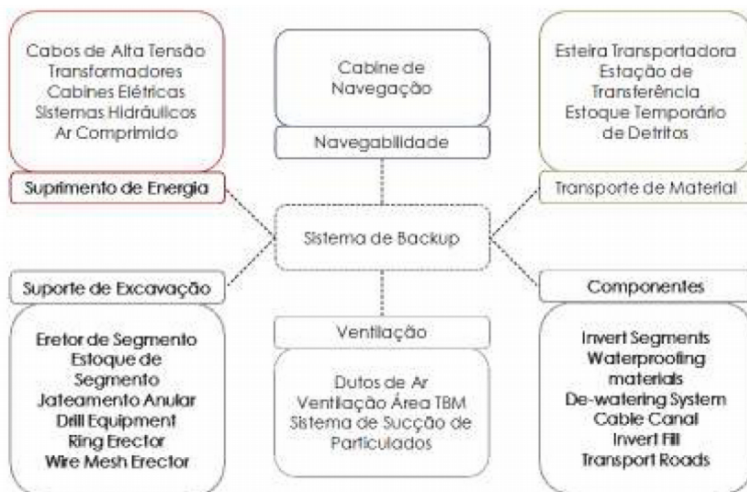 Cabos de Alta Tensão
Transformadores
Cabines Elétricas
Sistemas Hidráulicos
Ar Comprimido
Suprimento de Energia
Cabine de
Navegação
Navegabilidade
Esteira Transportadora
Estação de
Transferência
Estoque Temporário
de Detritos
Transporte de Material
Sistema de Backup
Suporte de Excavação
Eretor de Segmento
Estoque de
Segmento
Jateamento Anular
Drill Equipment
Ring Erector
Wire Mesh Erector
Ventilação
Dutos de Ar
Ventilação Área TBM
Sistema de Sucção de
Particulados
Componentes
Invert Segments
Waterproofing
materials
De-watering System
Cable Canal
Invert Fill
Transport Roads